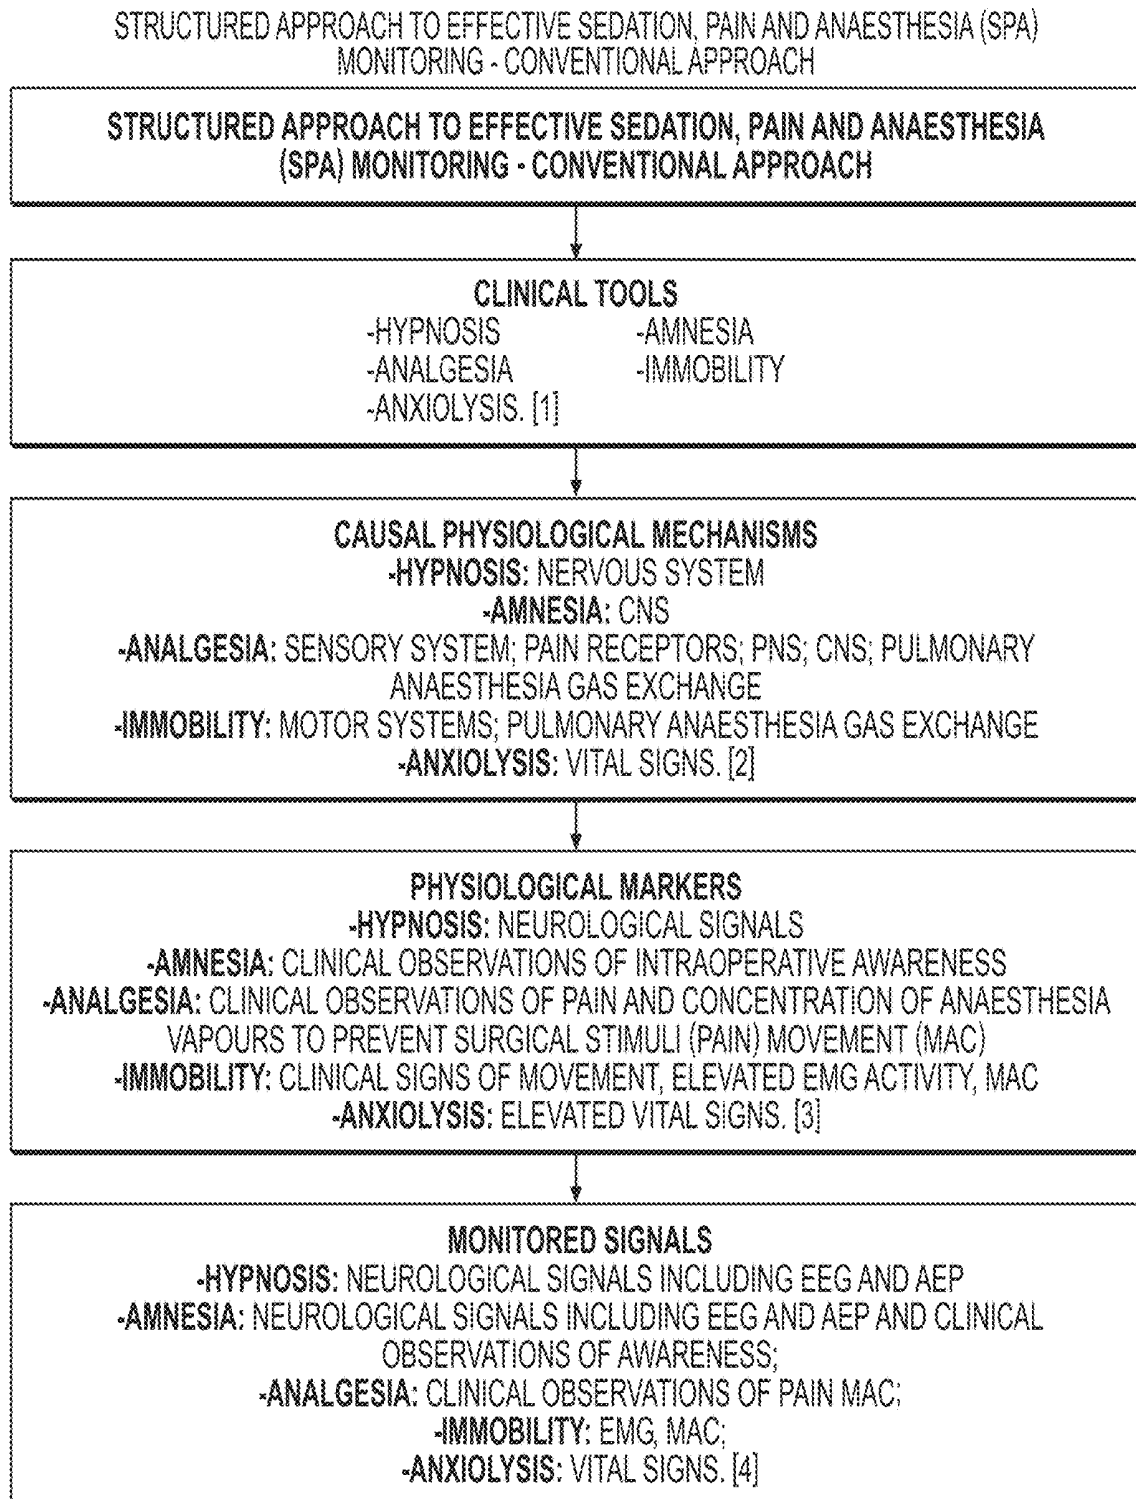 STRUCTURED APPROACH TO EFFECTIVE SEDATION, PAIN AND ANAESTHESIA (SPA)
MONITORING - CONVENTIONAL APPROACH
STRUCTURED APPROACH TO EFFECTIVE SEDATION, PAIN AND ANAESTHESIA
(SPA) MONITORING - CONVENTIONAL APPROACH
CLINICAL TOOLS
-HYPNOSIS -AMNESIA
-ANALGESIA -IMMOBILITY
-ANXIOLYSIS. [1]
CAUSAL PHYSIOLOGICAL MECHANISMS
-HYPNOSIS: NERVOUS SYSTEM
-AMNESIA: CNS
-ANALGESIA: SENSORY SYSTEM; PAIN RECEPTORS; PNS; CNS; PULMONARY
ANAESTHESIA GAS EXCHANGE
-IMMOBILITY: MOTOR SYSTEMS; PULMONARY ANAESTHESIA GAS EXCHANGE
-ANXIOLYSIS: VITAL SIGNS. [2]
PHYSIOLOGICAL MARKERS
-HYPNOSIS: NEUROLOGICAL SIGNALS
-AMNESIA: CLINICAL OBSERVATIONS OF INTRAOPERATIVE AWARENESS
-ANALGESIA: CLINICAL OBSERVATIONS OF PAIN AND CONCENTRATION OF ANAESTHESIA
VAPOURS TO PREVENT SURGICAL STIMULI (PAIN) MOVEMENT (MAC)
-IMMOBILITY: CLINICAL SIGNS OF MOVEMENT, ELEVATED EMG ACTIVITY, MAC
-ANXIOLYSIS: ELEVATED VITAL SIGNS. [3]
MONITORED SIGNALS
-HYPNOSIS: NEUROLOGICAL SIGNALS INCLUDING EEG AND AEP
-AMNESIA: NEUROLOGICAL SIGNALS INCLUDING EEG AND AEP AND CLINICAL
OBSERVATIONS OF AWARENESS;
-ANALGESIA: CLINICAL OBSERVATIONS OF PAIN MAC;
-IMMOBILITY: EMG, MAC;
-ANXIOLYSIS: VITAL SIGNS. [4]